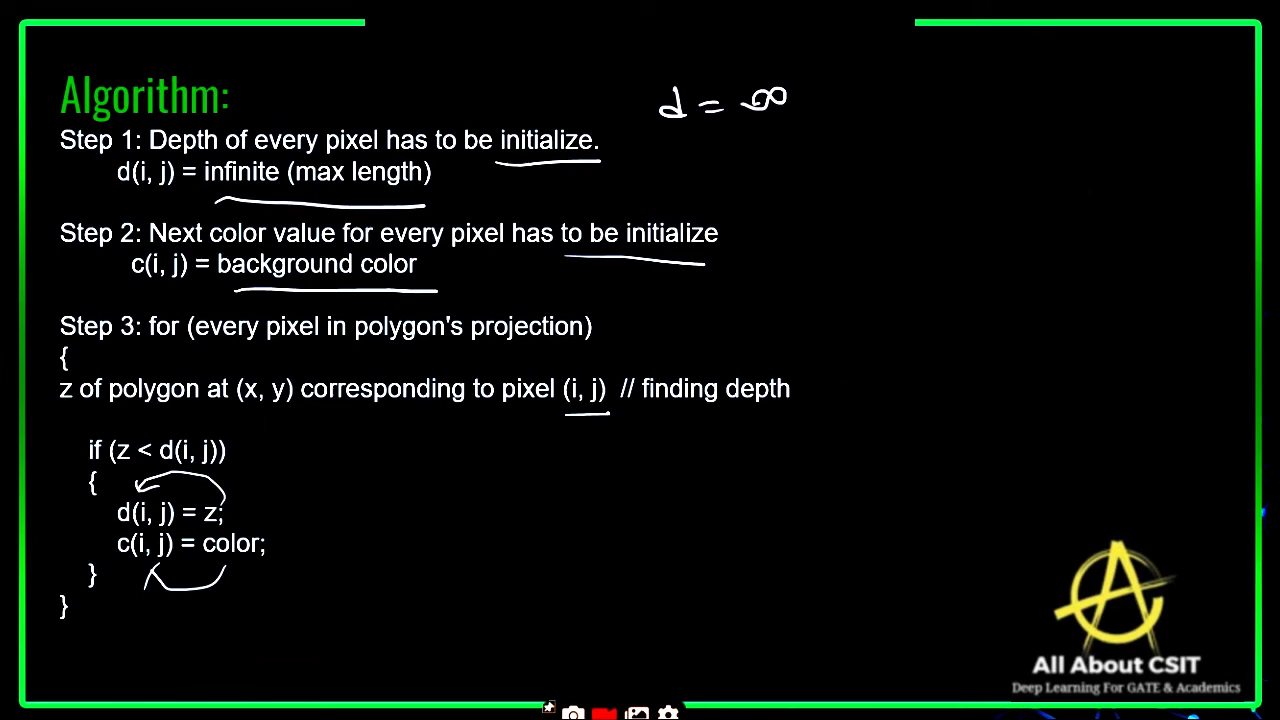 Algorithm:
d = ∞
Step 1: Depth of every pixel has to be initialize.
d(i, j) = infinite (max length)
Step 2: Next color value for every pixel has to be initialize
c(i, j) = background color
Step 3: for (every pixel in polygon's projection)
{
z of polygon at (x, y) corresponding to pixel (i, j)  // finding depth
if (z < d(i, j))
{
d(i, j) = z;
c(i, j) = color;
}
}
All About CSIT
Deep Learning For GATE & Academics